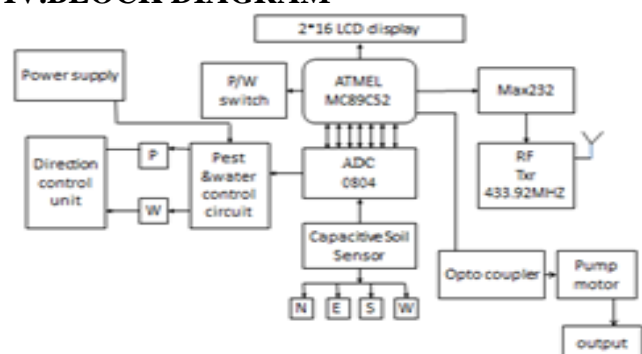 IV.BLOCK DIAGRAM
2*16 LCD display
Power supply
P/W
switch
ATMEL
MC89C52
Max232
Direction
control
unit
P
W
Pest
&water
control
circuit
ADC
0804
RF
Txr
433.92MHZ
Capacitive Soil
Sensor
Opto coupler
Pump
motor
N E S W
output